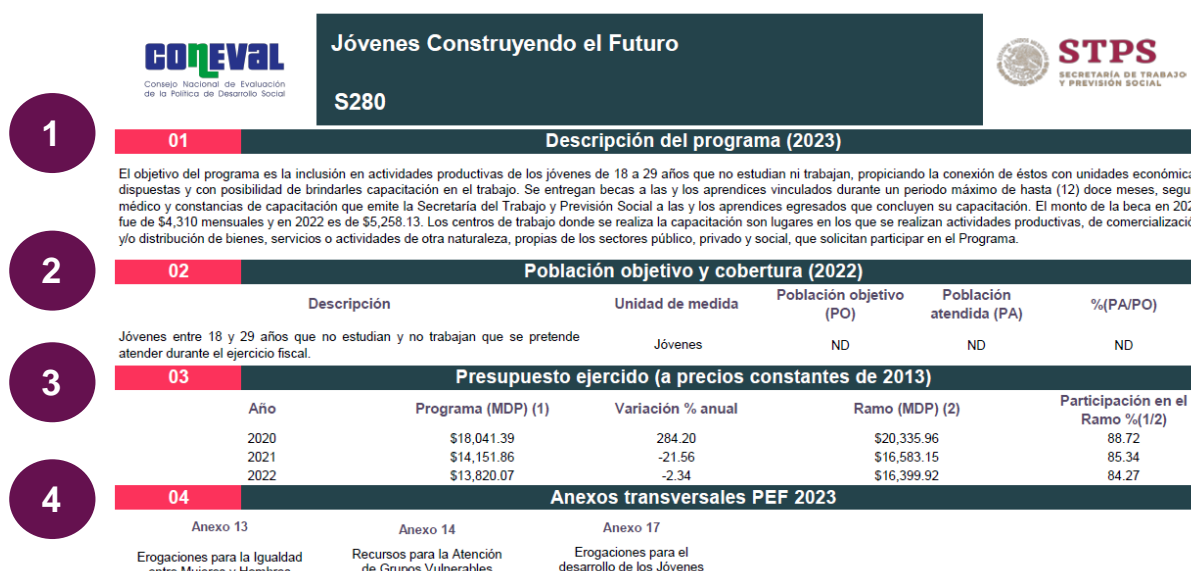 CONEVAL
Consejo Nacional de Evaluación
de la Política de Desarrollo Social
Jóvenes Construyendo el Futuro
S280
STPS
SECRETARÍA DE TRABAJO
Y PREVISIÓN SOCIAL
1
01 Descripción del programa (2023)
El objetivo del programa es la inclusión en actividades productivas de los jóvenes de 18 a 29 años que no estudian ni trabajan, propiciando la conexión de éstos con unidades económica
dispuestas y con posibilidad de brindarles capacitación en el trabajo. Se entregan becas a las y los aprendices vinculados durante un periodo máximo de hasta (12) doce meses, segu
médico y constancias de capacitación que emite la Secretaría del Trabajo y Previsión Social a las y los aprendices egresados que concluyen su capacitación. El monto de la beca en 202
fue de $4,310 mensuales y en 2022 es de $5,258.13. Los centros de trabajo donde se realiza la capacitación son lugares en los que se realizan actividades productivas, de comercializació
y/o distribución de bienes, servicios o actividades de otra naturaleza, propias de los sectores público, privado y social, que solicitan participar en el Programa.
2
02 Población objetivo y cobertura (2022)
Descripción Unidad de medida Población objetivo (PO) Población atendida (PA) %(PA/PO)
Jóvenes entre 18 y 29 años que no estudian y no trabajan que se pretende
atender durante el ejercicio fiscal.
Jóvenes ND ND ND
3
03 Presupuesto ejercido (a precios constantes de 2013)
Año Programa (MDP) (1) Variación % anual Ramo (MDP) (2) Participación en el Ramo %(1/2)
2020 $18,041.39 284.20 $20,335.96 88.72
2021 $14,151.86 -21.56 $16,583.15 85.34
2022 $13,820.07 -2.34 $16,399.92 84.27
4
04 Anexos transversales PEF 2023
Anexo 13 Anexo 14 Anexo 17
Erogaciones para la Igualdad
entre Mujeres y Hombres
Recursos para la Atención
de Grupos Vulnerables
Erogaciones para el
desarrollo de los Jóvenes